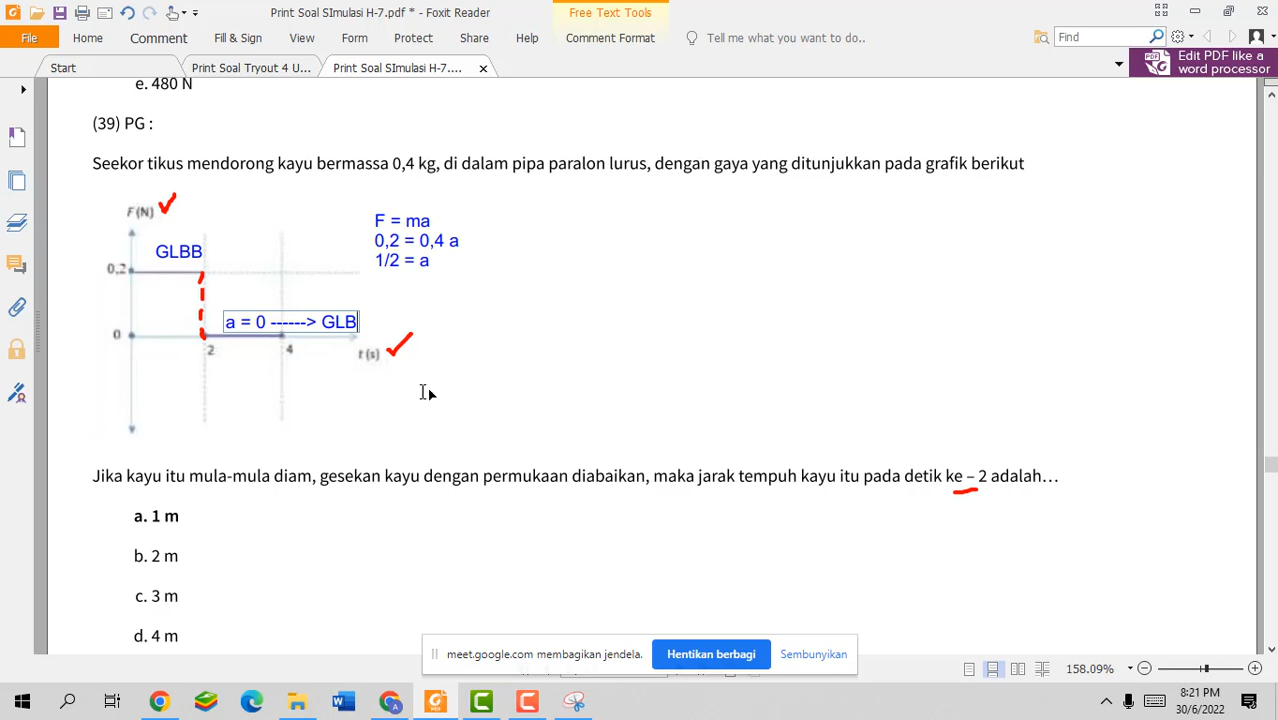 Print Soal SImulasi H-7.pdf * - Foxit Reader
Free Text Tools
File Home Comment Fill & Sign View Form Protect Share Help Comment Format Tell me what you want to do.. Find
Start Print Soal Tryout 4 U... Print Soal SImulasi H-7....
Edit PDF like a
word processor
e. 480 N
(39) PG :
Seekor tikus mendorong kayu bermassa 0,4 kg, di dalam pipa paralon lurus, dengan gaya yang ditunjukkan pada grafik berikut
F(N)
F = ma
0,2 = 0,4 a
1/2 = a
GLBB
0,2
a = 0 ------> GLB
0
2
4
t(s)
Jika kayu itu mula-mula diam, gesekan kayu dengan permukaan diabaikan, maka jarak tempuh kayu itu pada detik ke – 2 adalah…
a. 1 m
b. 2 m
c. 3 m
d. 4 m
meet.google.com membagikan jendela. Hentikan berbagi Sembunyikan
158.09%
8:21 PM
30/6/2022